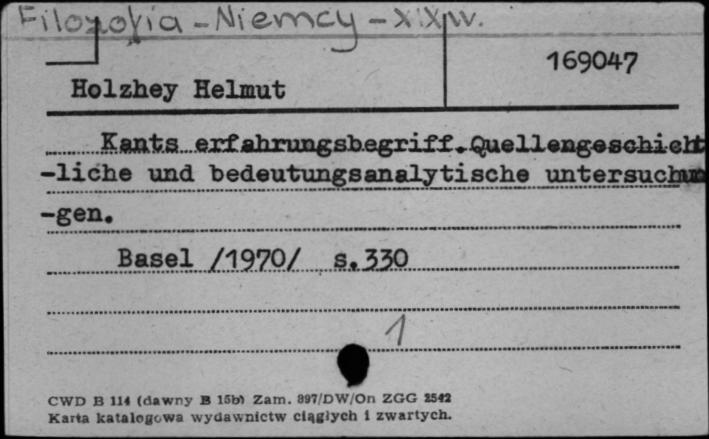 Filozofia - Niemcy - XIX w.
169047
Holzhey Helmut
Kants erfahrungsbegriff.Quellengeschicht
-liche und bedeutungsanalytische untersuchun
-gen.
Basel /1970/ s.330
1
CWD B 114 (dawny B 15b) Zam. 897/DW/On ZGG 2542
Karta katalogowa wydawnictw ciągłych i zwartych.